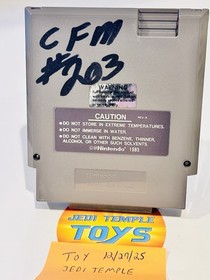 CFM
#203
WARNING
CAUTION
REV-A
•DO NOT STORE IN EXTREME TEMPERATURES.
•DO NOT IMMERSE IN WATER.
•DO NOT CLEAN WITH BENZENE, THINNER,
ALCOHOL OR OTHER SUCH SOLVENTS.
©Nintendo 1985
JEDI TEMPLE
TOYS
TOY 12/27/25
JEDI TEMPLE